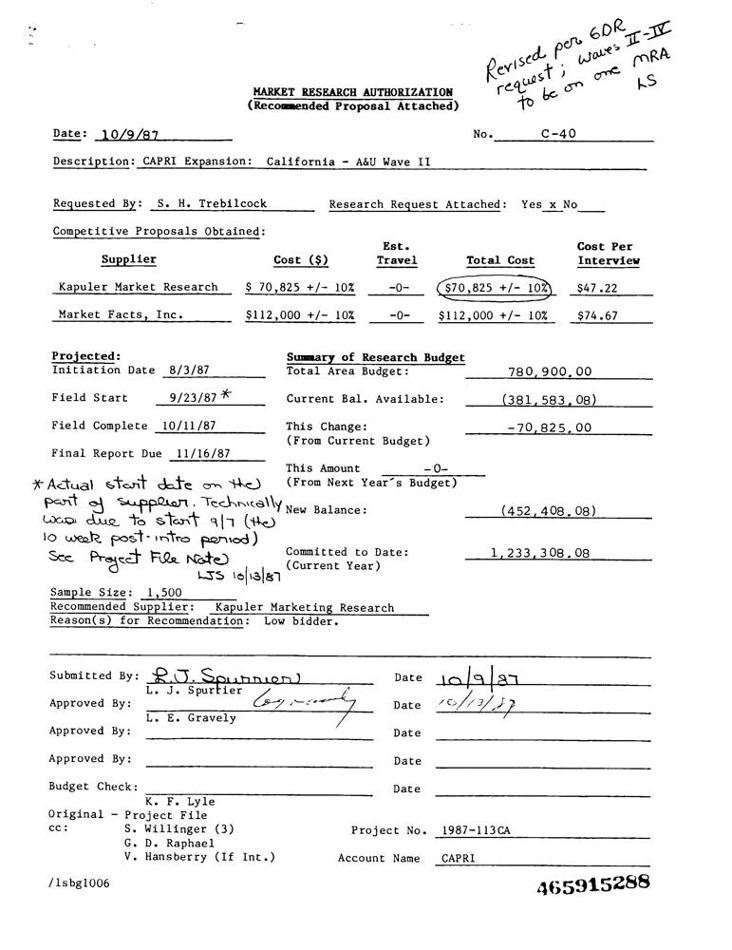 Revised per GDR
request; waves II-IV
to be on one MRA
LS
MARKET RESEARCH AUTHORIZATION
(Recommended Proposal Attached)
Date: 10/9/87
No. C-40
Description: CAPRI Expansion: California - A&U Wave II
Requested By: S. H. Trebilcock Research Request Attached: Yes x No
Competitive Proposals Obtained:
Supplier Cost ($) Est. Travel Total Cost Cost Per Interview
Kapuler Market Research $ 70,825 +/- 10% -0- $70,825 +/- 10% $47.22
Market Facts, Inc. $112,000 +/- 10% -0- $112,000 +/- 10% $74.67
Projected: Summary of Research Budget
Initiation Date 8/3/87 Total Area Budget: 780,900.00
Field Start 9/23/87 * Current Bal. Available: (381,583.08)
Field Complete 10/11/87 This Change: -70,825.00
(From Current Budget)
Final Report Due 11/16/87
This Amount -0-
(From Next Year's Budget)
*Actual start date on the
part of supplier. Technically
was due to start 9/7 (the
10 week post-intro period)
See Project File Note
LJS 10/13/87
New Balance: (452,408.08)
Committed to Date: 1,233,308.08
(Current Year)
Sample Size: 1,500
Recommended Supplier: Kapuler Marketing Research
Reason(s) for Recommendation: Low bidder.
Submitted By: L.J. Spurrier Date 10/9/87
L. J. Spurrier
Approved By: Date 10/13/87
L. E. Gravely
Approved By: Date
Approved By: Date
Budget Check: Date
K. F. Lyle
Original - Project File
cc: S. Willinger (3) Project No. 1987-113CA
G. D. Raphael
V. Hansberry (If Int.) Account Name CAPRI
/lsbg1006
465915288